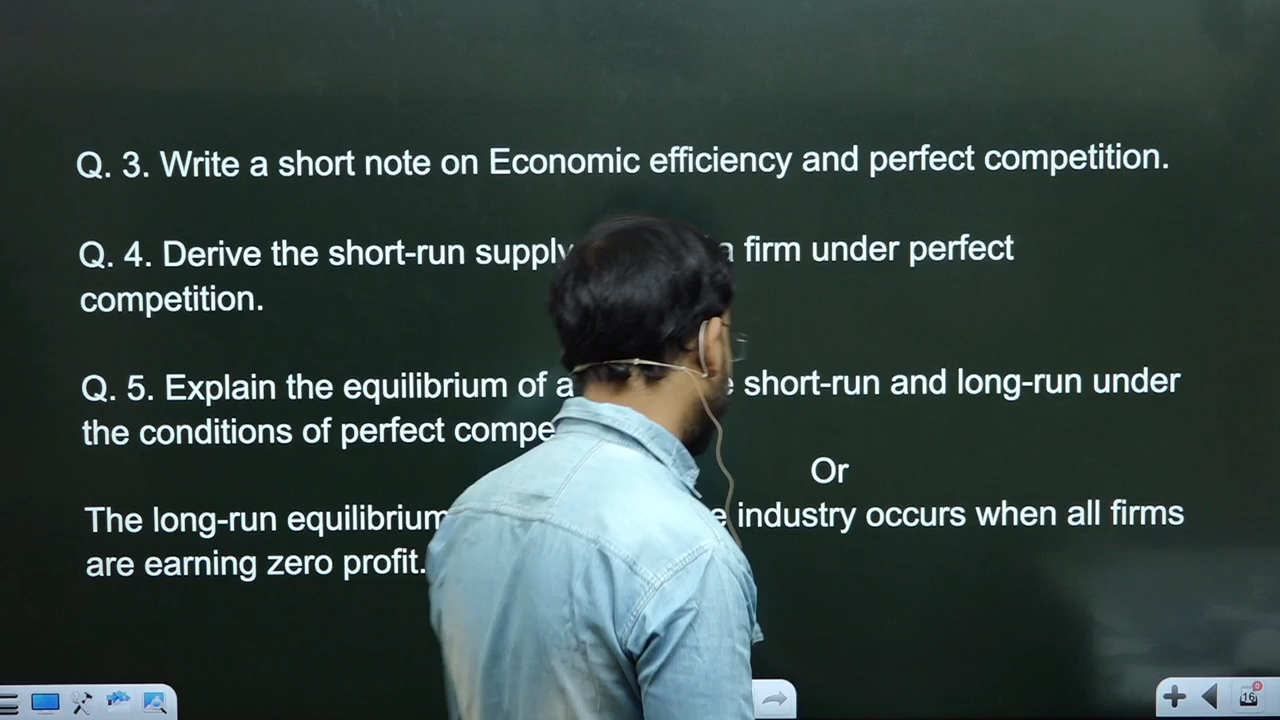 Q. 3. Write a short note on Economic efficiency and perfect competition.
Q. 4. Derive the short-run supply a firm under perfect
competition.
Q. 5. Explain the equilibrium of a short-run and long-run under
the conditions of perfect
Or
The long-run equilibrium industry occurs when all firms
are earning zero profit.
16